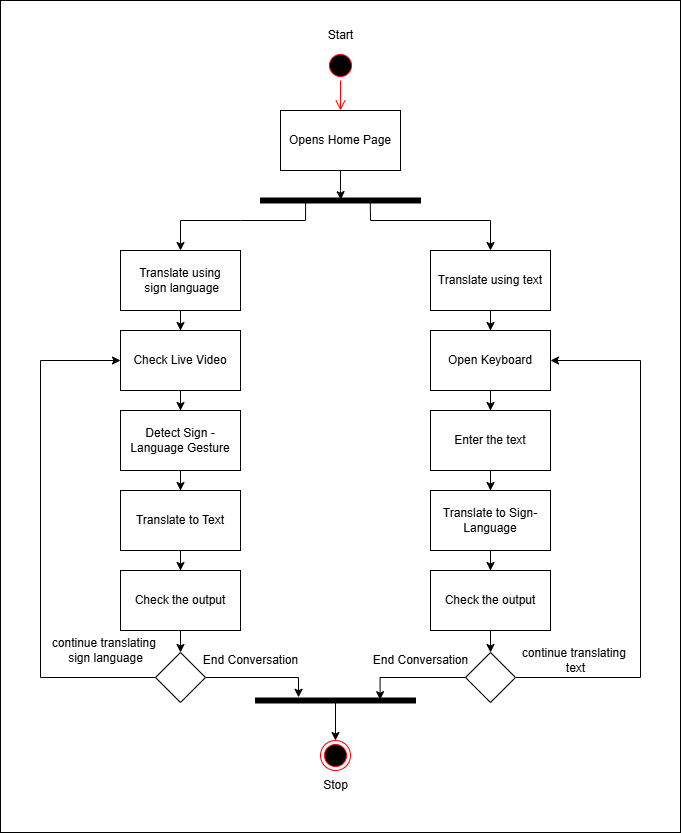 Start
Opens Home Page
Translate using
sign language
Translate using text
Check Live Video
Open Keyboard
Detect Sign -
Language Gesture
Enter the text
Translate to Text
Translate to Sign-
Language
Check the output
Check the output
continue translating
sign language
End Conversation
End Conversation
continue translating
text
Stop